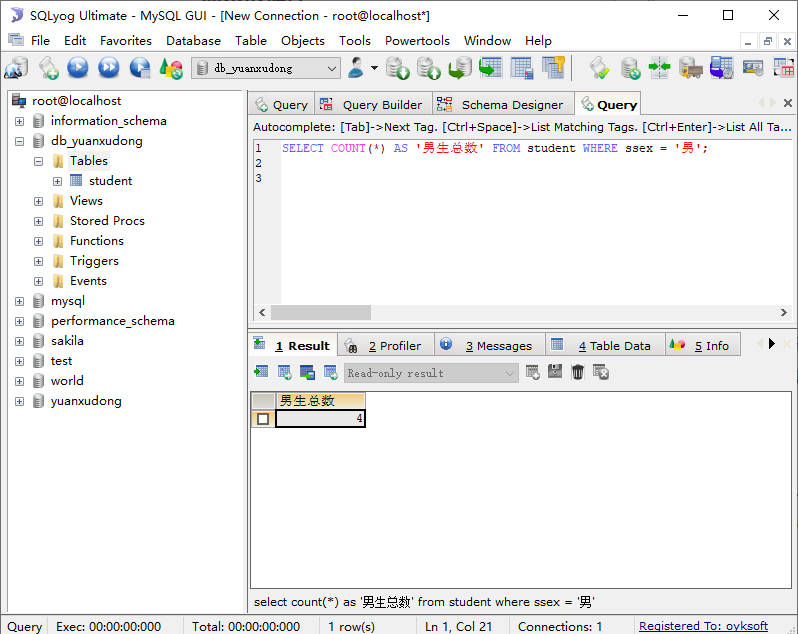 SQLyog Ultimate - MySQL GUI - [New Connection - root@localhost*]
File Edit Favorites Database Table Objects Tools Powertools Window Help
db_yuanxudong
root@localhost
information_schema
db_yuanxudong
Tables
student
Views
Stored Procs
Functions
Triggers
Events
mysql
performance_schema
sakila
test
world
yuanxudong
Query Query Builder Schema Designer Query
Autocomplete: [Tab]->Next Tag. [Ctrl+Space]->List Matching Tags. [Ctrl+Enter]->List All Ta...
1 SELECT COUNT(*) AS '男生总数' FROM student WHERE ssex = '男';
2
3
1 Result 2 Profiler 3 Messages 4 Table Data 5 Info
Read-only result
男生总数
4
select count(*) as '男生总数' from student where ssex = '男'
Query Exec: 00:00:00:000 Total: 00:00:00:000 1 row(s) Ln 1, Col 21 Connections: 1 Registered To: oyksoft